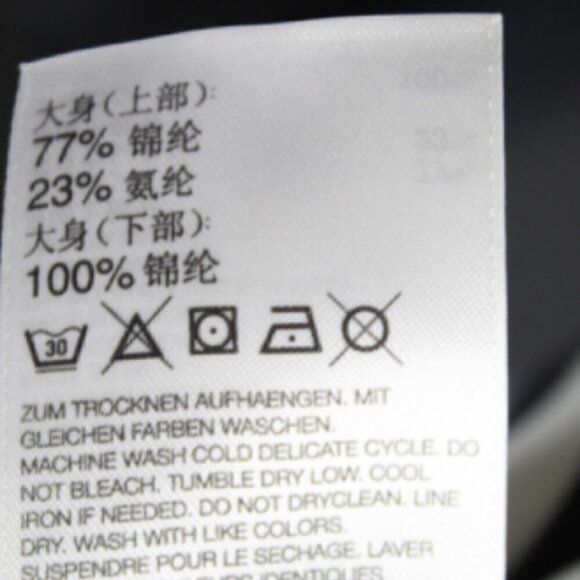 大身(上部):
77% 锦纶
23% 氨纶
大身(下部):
100% 锦纶
30
ZUM TROCKNEN AUFHAENGEN. MIT
GLEICHEN FARBEN WASCHEN.
MACHINE WASH COLD DELICATE CYCLE. DO
NOT BLEACH. TUMBLE DRY LOW. COOL
IRON IF NEEDED. DO NOT DRYCLEAN. LINE
DRY. WASH WITH LIKE COLORS.
SUSPENDRE POUR LE SECHAGE. LAVER